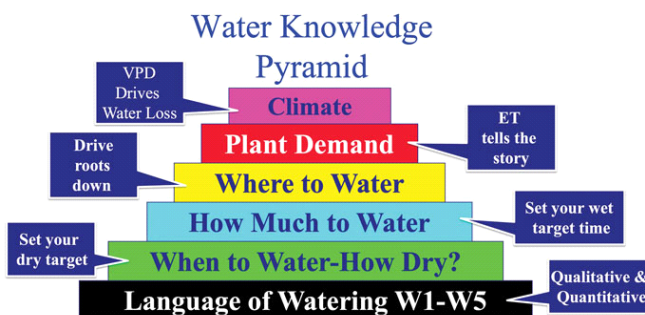 Water Knowledge
Pyramid
VPD
Drives
Water Loss
Climate
Plant Demand
ET
tells the
story
Drive
roots
down
Where to Water
How Much to Water
Set your wet
target time
Set your
dry target
When to Water-How Dry?
Language of Watering W1-W5
Qualitative &
Quantitative